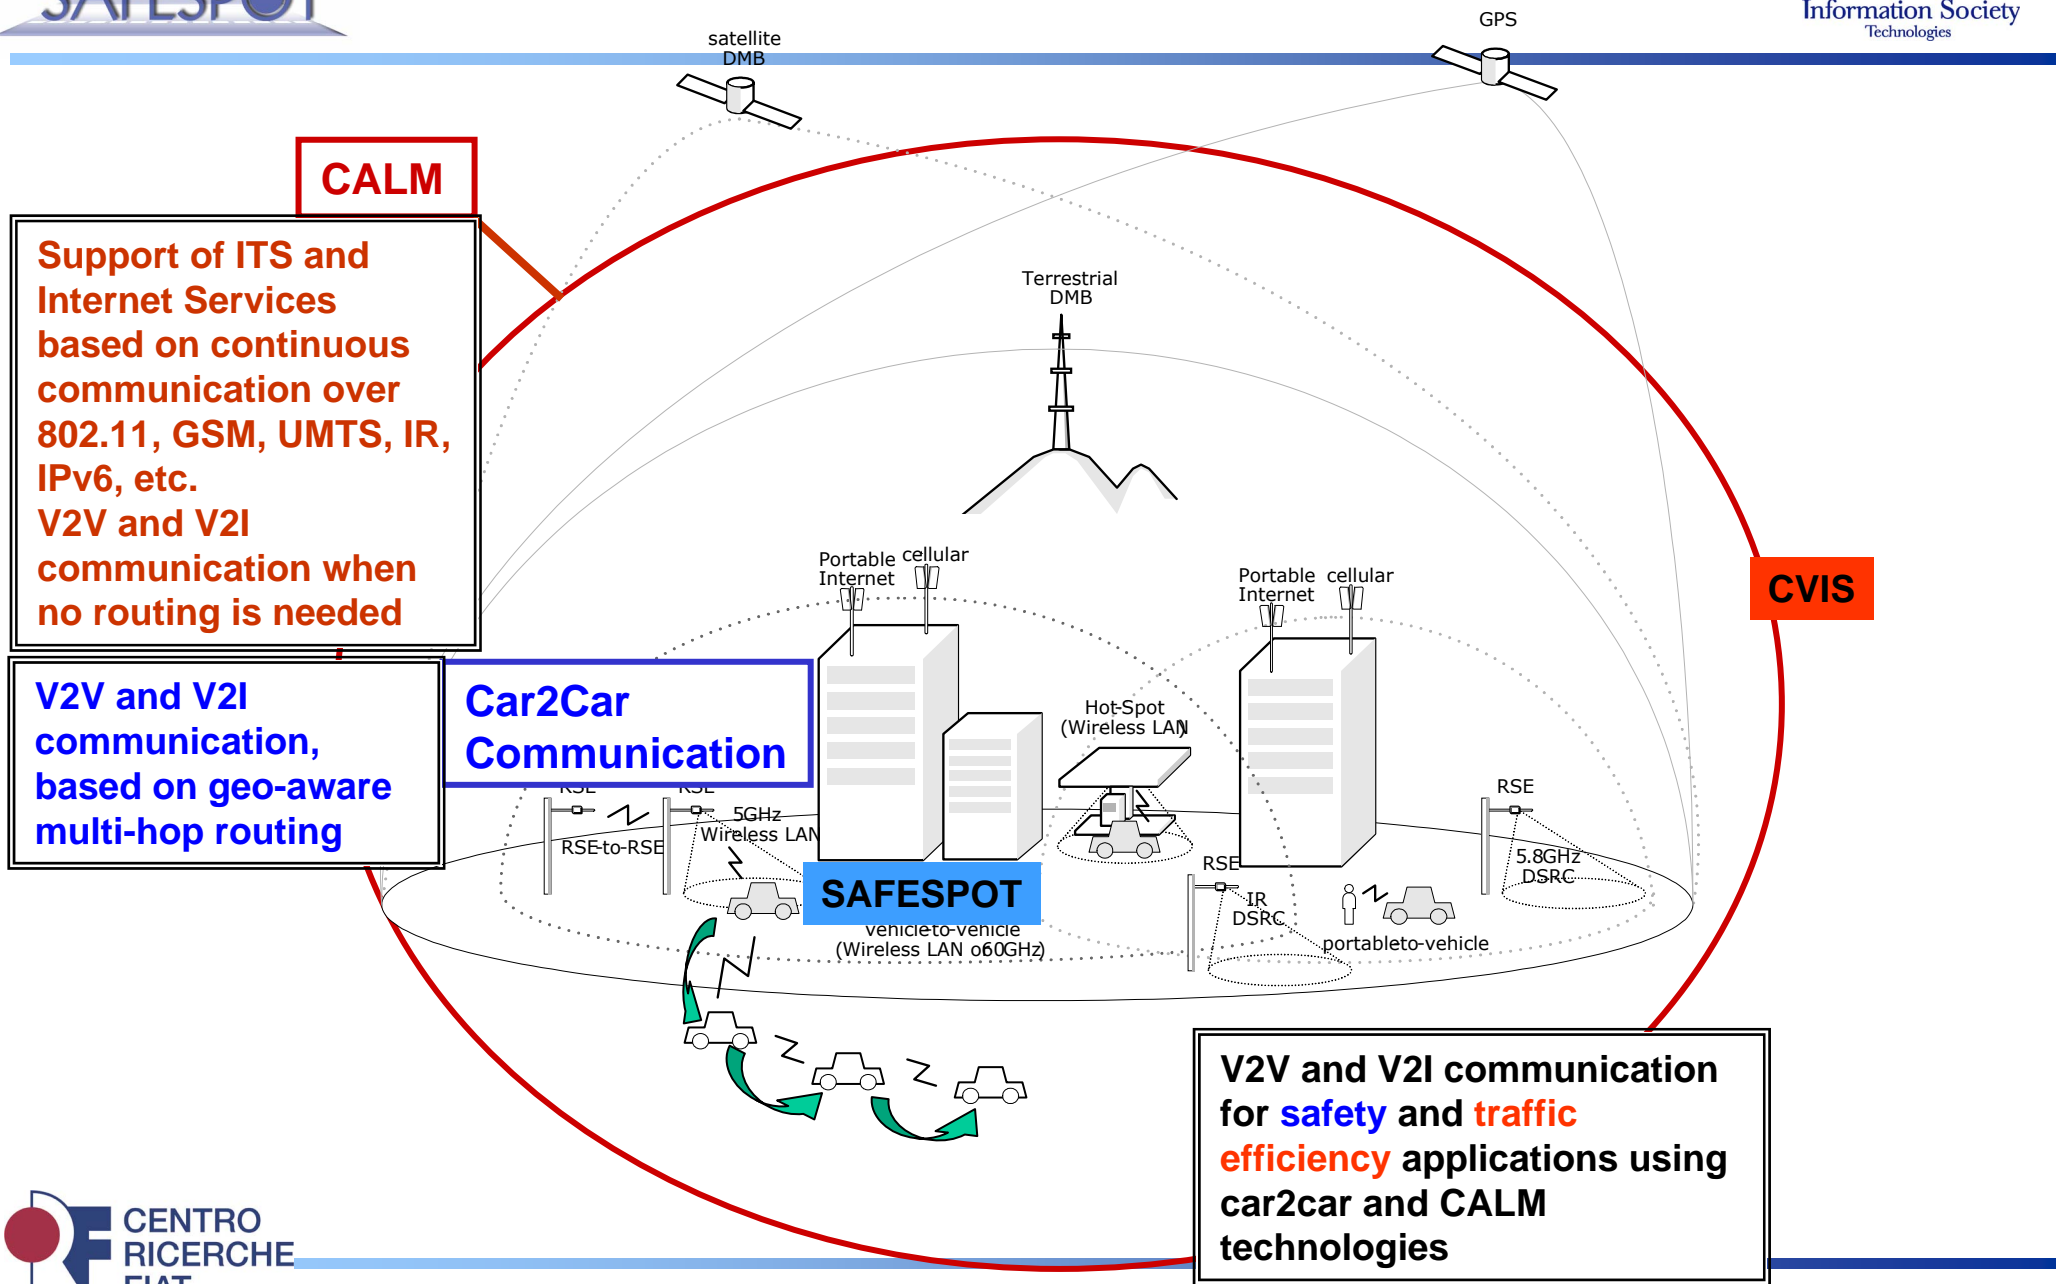 SAFESPOT
Information Society
Technologies
satellite
DMB
GPS
CALM
Support of ITS and
Internet Services
based on continuous
communication over
802.11, GSM, UMTS, IR,
IPv6, etc.
V2V and V2I
communication when
no routing is needed
Terrestrial
DMB
Portable
Internet
cellular
Portable
Internet
cellular
CVIS
V2V and V2I
communication,
based on geo-aware
multi-hop routing
Car2Car
Communication
Hot-Spot
(Wireless LAN)
RSE
RSE
RSE-to-RSE
5GHz
Wireless LAN
RSE
5.8GHz
DSRC
SAFESPOT
vehicle-to-vehicle
(Wireless LAN or 60GHz)
RSE
IR
DSRC
portableto-vehicle
V2V and V2I communication
for safety and traffic
efficiency applications using
car2car and CALM
technologies
CENTRO
RICERCHE
FIAT